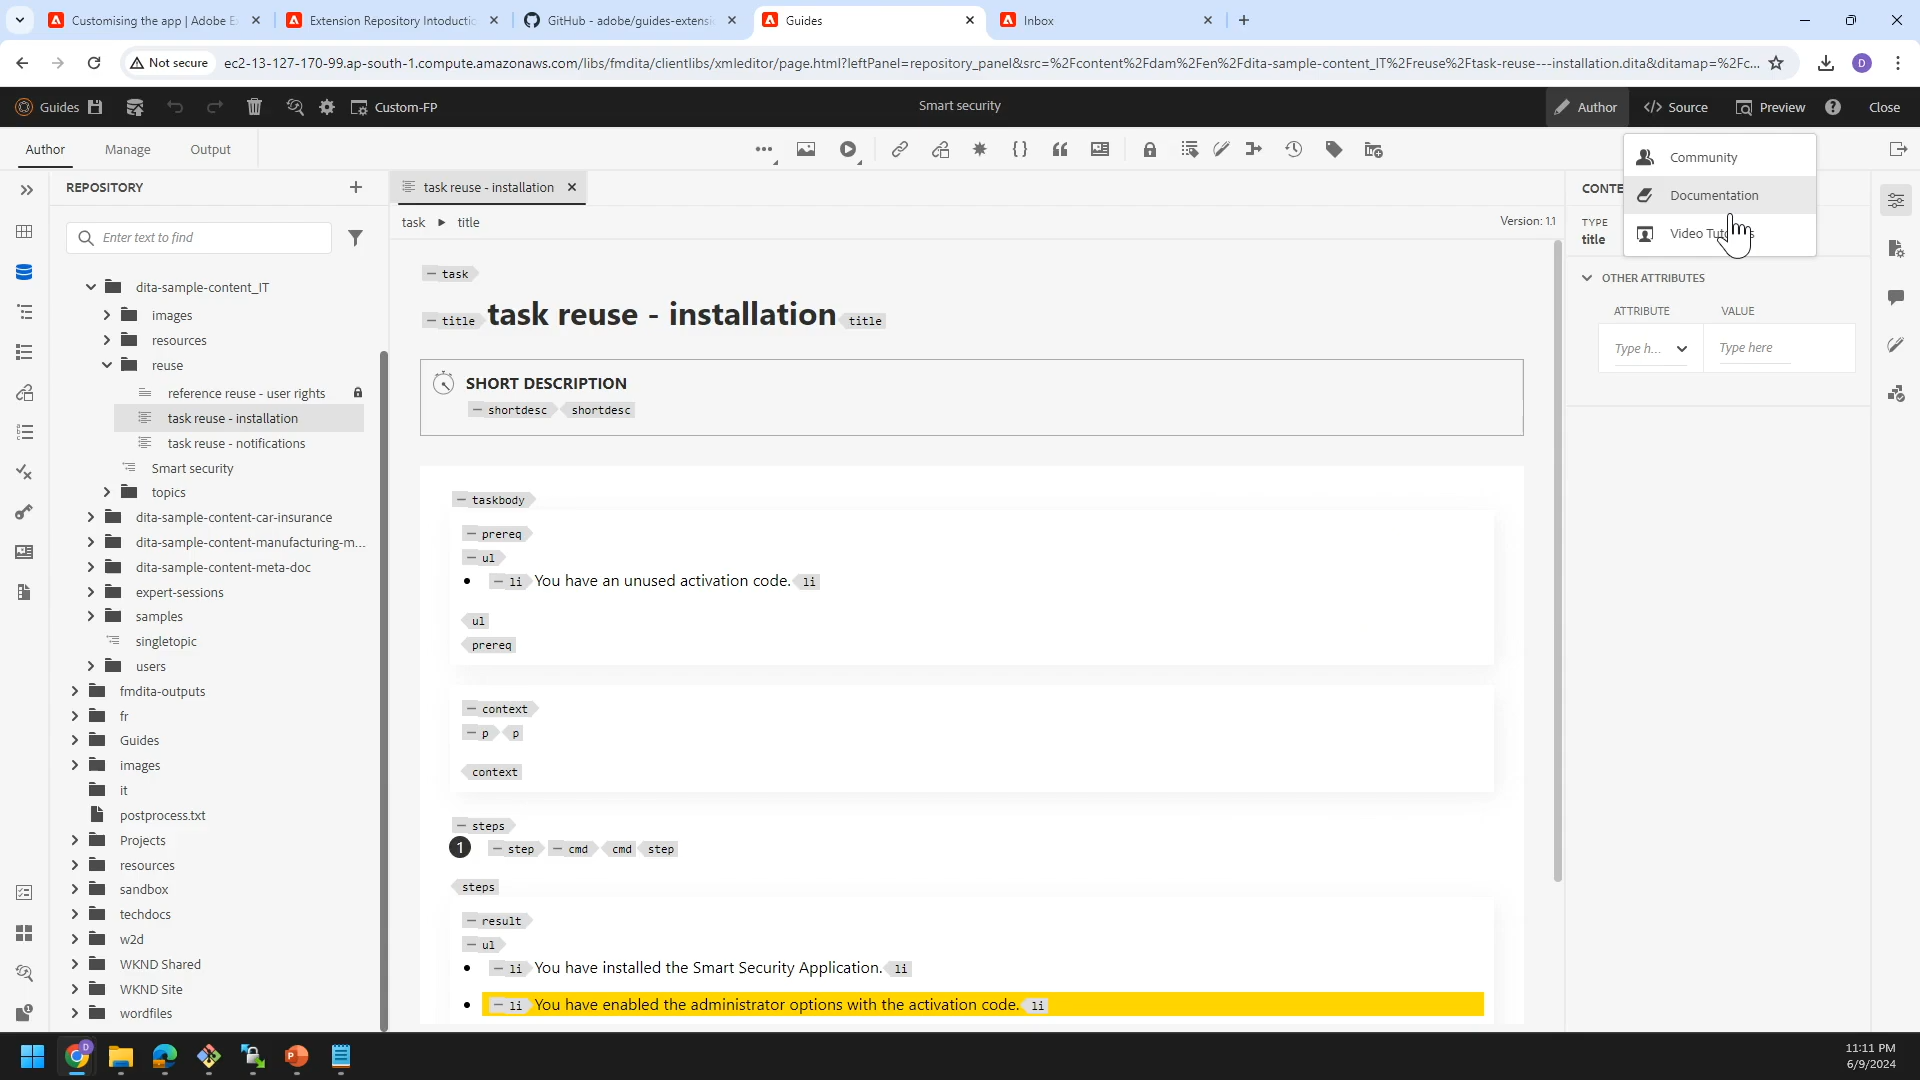 Customising the app | Adobe E
Extension Repository Intoductio
GitHub - adobe/guides-extensi
Guides
Inbox
Not secure
ec2-13-127-170-99.ap-south-1.compute.amazonaws.com/libs/fmdita/clientlibs/xmleditor/page.html?leftPanel=repository_panel&src=%2Fcontent%2Fdam%2Fen%2Fdita-sample-content_IT%2Freuse%2Ftask-reuse---installation.dita&ditamap=%2Fc...
D
Guides
Custom-FP
Smart security
Author
Source
Preview
Close
Author
Manage
Output
Community
Documentation
REPOSITORY
Enter text to find
task reuse - installation
task
title
Version: 1.1
CONTE
TYPE
title
OTHER ATTRIBUTES
ATTRIBUTE
VALUE
Type h...
Type here
dita-sample-content_IT
images
resources
reuse
reference reuse - user rights
task reuse - installation
task reuse - notifications
Smart security
topics
dita-sample-content-car-insurance
dita-sample-content-manufacturing-m...
dita-sample-content-meta-doc
expert-sessions
samples
singletopic
users
fmdita-outputs
fr
Guides
images
it
postprocess.txt
Projects
resources
sandbox
techdocs
w2d
WKND Shared
WKND Site
wordfiles
task
title task reuse - installation title
SHORT DESCRIPTION
shortdesc shortdesc
taskbody
prereq
ul
li You have an unused activation code. li
ul
prereq
context
p p
context
steps
1 step cmd cmd step
steps
result
ul
li You have installed the Smart Security Application. li
li You have enabled the administrator options with the activation code. li
11:11 PM
6/9/2024